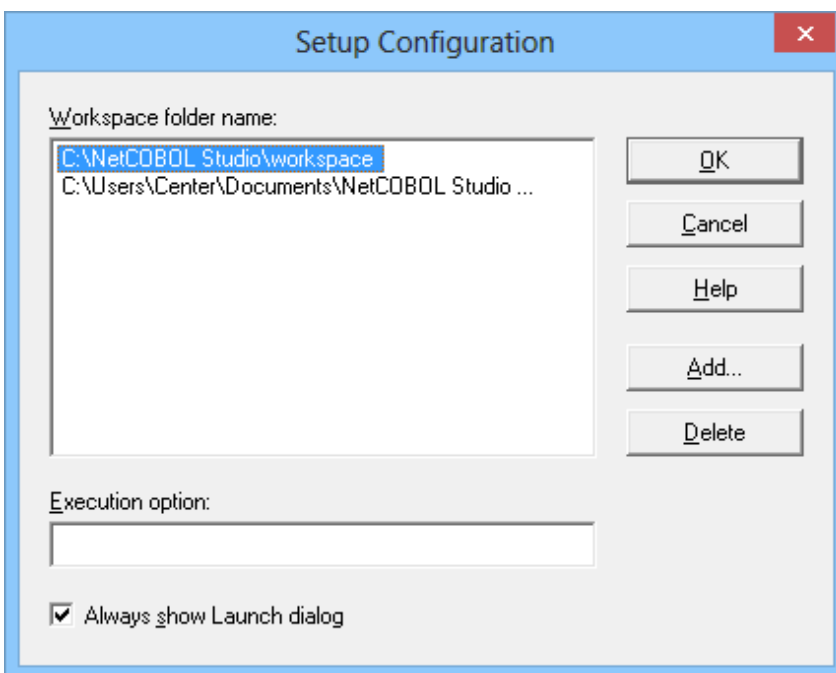 Setup Configuration
Workspace folder name:
C:\NetCOBOL Studio\workspace
C:\Users\Center\Documents\NetCOBOL Studio ...
OK
Cancel
Help
Add...
Delete
Execution option:
Always show Launch dialog